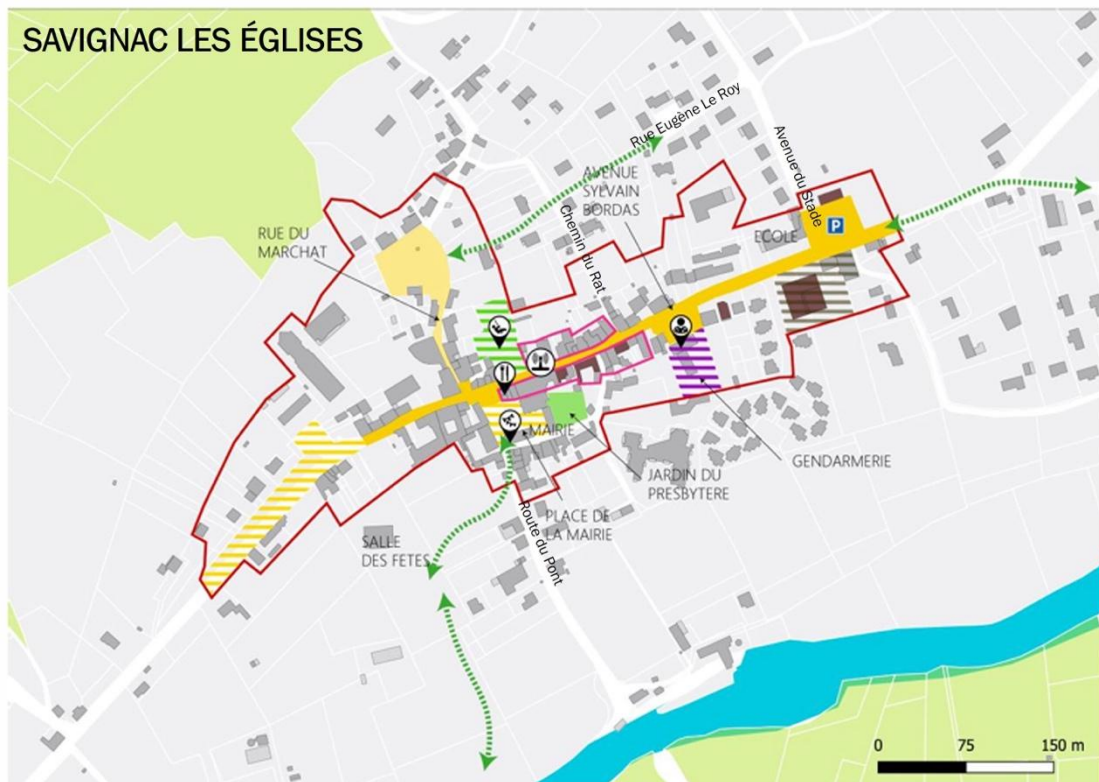 SAVIGNAC LES ÉGLISES
Rue Eugène Le Roy
Avenue du Stade
AVENUE
SYLVAIN
BORDAS
Chemin du Rat
RUE DU
MARCHAT
ECOLE
P
MAIRIE
GENDARMERIE
JARDIN DU
PRESBYTERE
PLACE DE
LA MAIRIE
Route du Pont
SALLE
DES FETES
0 75 150 m